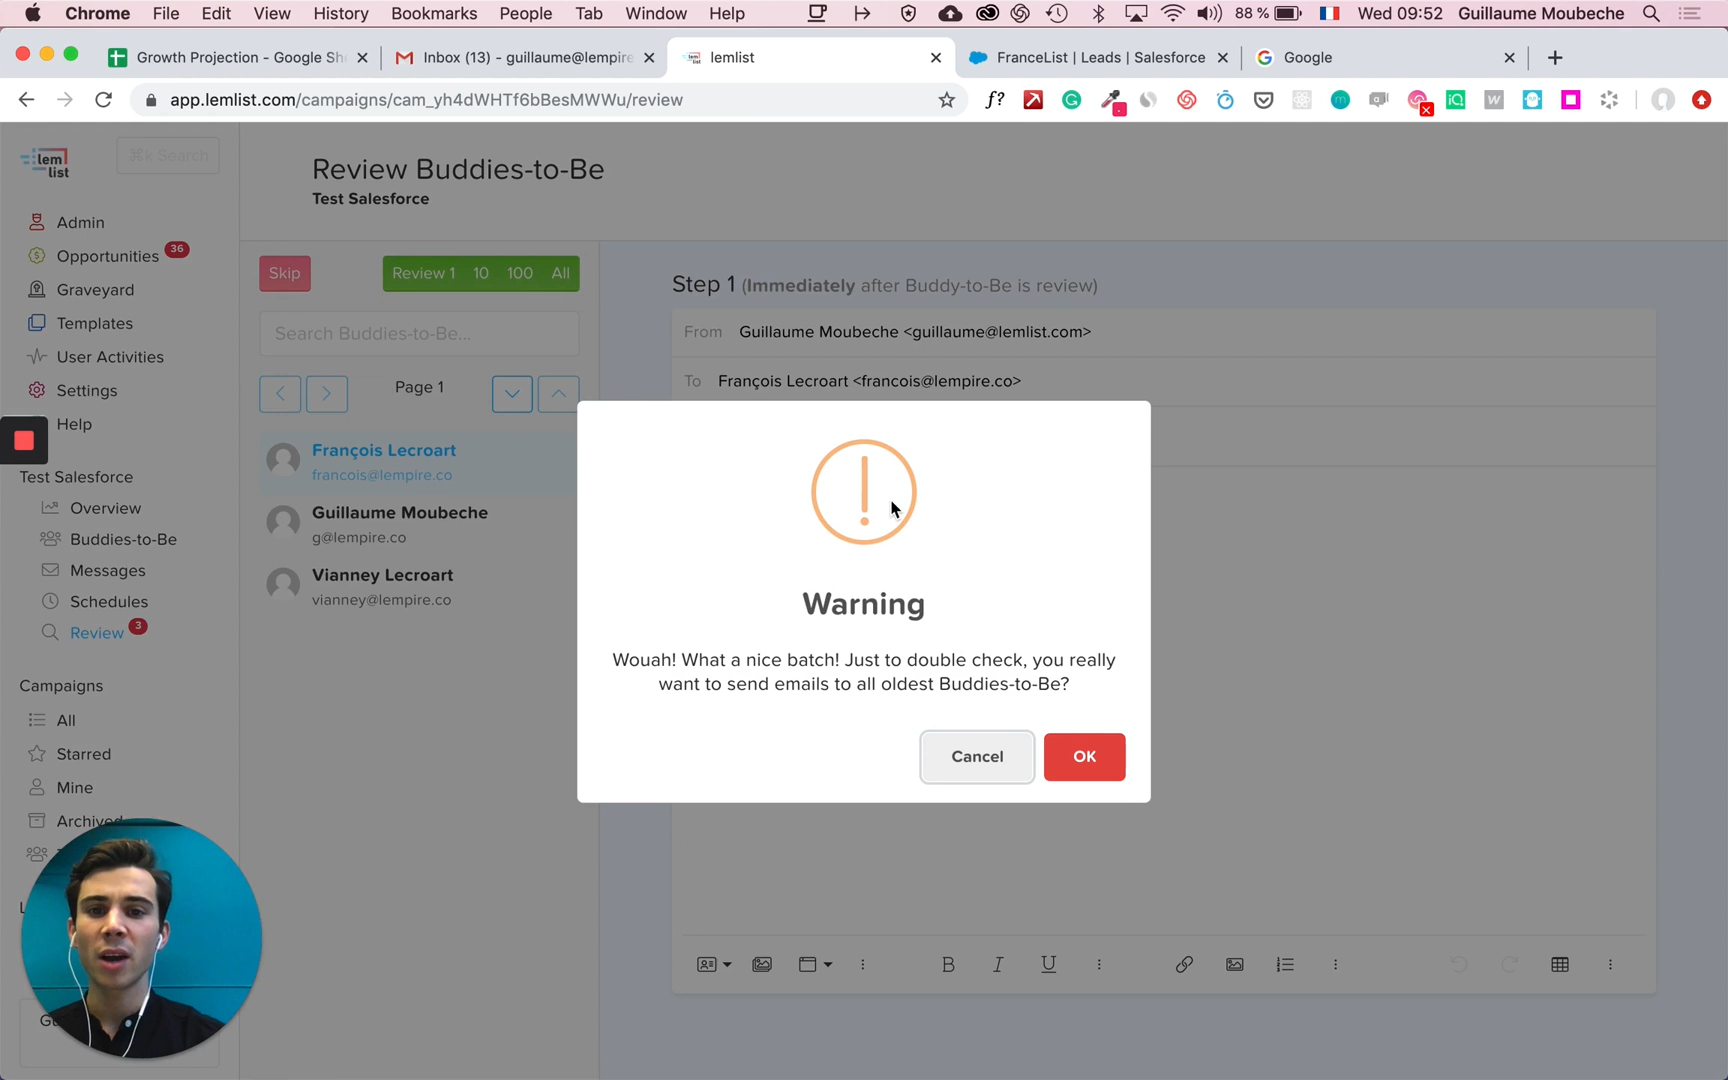 Chrome File Edit View History Bookmarks People Tab Window Help 88 % Wed 09:52 Guillaume Moubeche
Growth Projection - Google Sh
Inbox (13) - guillaume@lempire
lemlist
FranceList | Leads | Salesforce
Google
app.lemlist.com/campaigns/cam_yh4dWHTf6bBesMWWu/review
lem
list
⌘k Search
Admin
Opportunities 36
Graveyard
Templates
User Activities
Settings
Help
Test Salesforce
Overview
Buddies-to-Be
Messages
Schedules
Review 3
Campaigns
All
Starred
Mine
Archived
Review Buddies-to-Be
Test Salesforce
Skip
Review 1 10 100 All
Search Buddies-to-Be...
Page 1
François Lecroart
francois@lempire.co
Guillaume Moubeche
g@lempire.co
Vianney Lecroart
vianney@lempire.co
Step 1 (Immediately after Buddy-to-Be is review)
From Guillaume Moubeche <guillaume@lemlist.com>
To François Lecroart <francois@lempire.co>
Warning
Wouah! What a nice batch! Just to double check, you really
want to send emails to all oldest Buddies-to-Be?
Cancel
OK